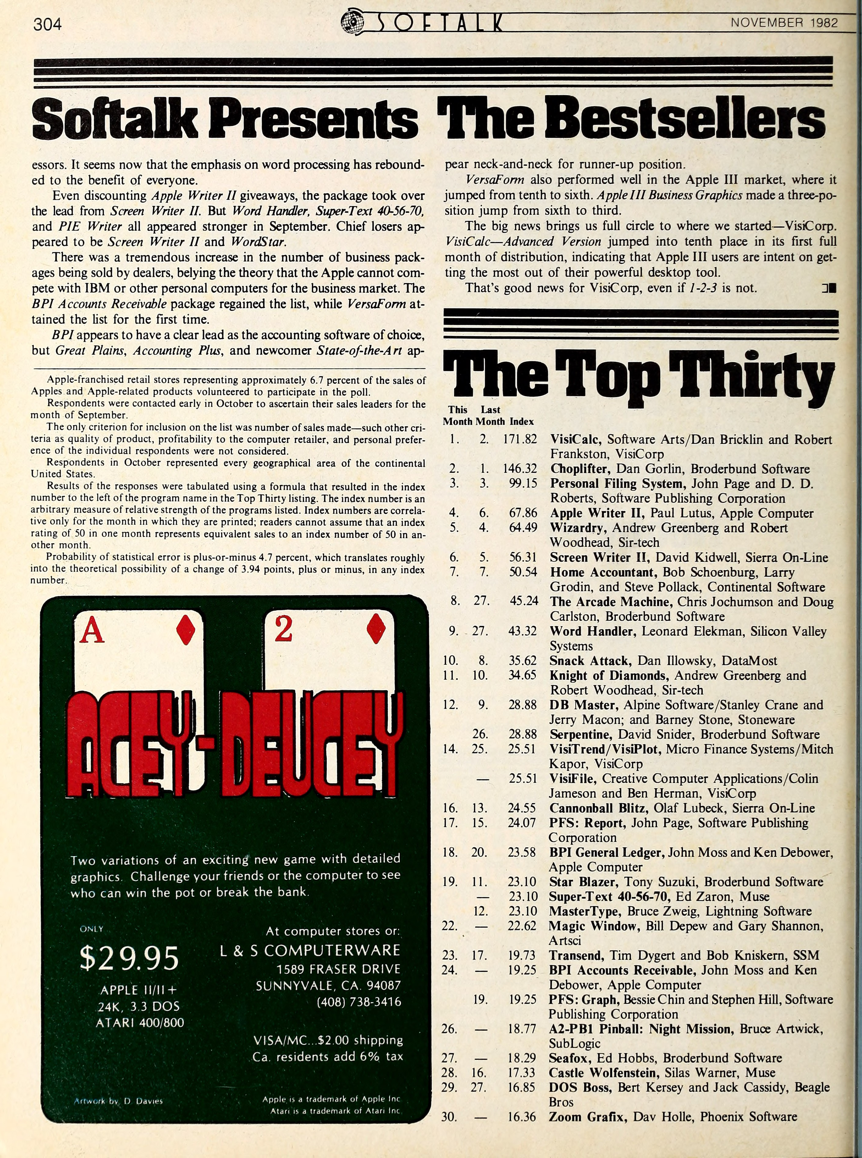 304
SOFTALK
NOVEMBER 1982
Softalk Presents The Bestsellers
essors. It seems now that the emphasis on word processing has rebound-
ed to the benefit of everyone.
Even discounting Apple Writer II giveaways, the package took over
the lead from Screen Writer II. But Word Handler, Super-Text 40-56-70,
and PIE Writer all appeared stronger in September. Chief losers ap-
peared to be Screen Writer II and WordStar.
There was a tremendous increase in the number of business pack-
ages being sold by dealers, belying the theory that the Apple cannot com-
pete with IBM or other personal computers for the business market. The
BPI Accounts Receivable package regained the list, while VersaForm at-
tained the list for the first time.
BPI appears to have a clear lead as the accounting software of choice,
but Great Plains, Accounting Plus, and newcomer State-of-the-Art ap-
pear neck-and-neck for runner-up position.
VersaForm also performed well in the Apple III market, where it
jumped from tenth to sixth. Apple III Business Graphics made a three-po-
sition jump from sixth to third.
The big news brings us full circle to where we started—VisiCorp.
VisiCalc—Advanced Version jumped into tenth place in its first full
month of distribution, indicating that Apple III users are intent on get-
ting the most out of their powerful desktop tool.
That's good news for VisiCorp, even if 1-2-3 is not.
Apple-franchised retail stores representing approximately 6.7 percent of the sales of
Apples and Apple-related products volunteered to participate in the poll.
Respondents were contacted early in October to ascertain their sales leaders for the
month of September.
The only criterion for inclusion on the list was number of sales made—such other cri-
teria as quality of product, profitability to the computer retailer, and personal prefer-
ence of the individual respondents were not considered.
Respondents in October represented every geographical area of the continental
United States.
Results of the responses were tabulated using a formula that resulted in the index
number to the left of the program name in the Top Thirty listing. The index number is an
arbitrary measure of relative strength of the programs listed. Index numbers are correla-
tive only for the month in which they are printed; readers cannot assume that an index
rating of 50 in one month represents equivalent sales to an index number of 50 in an-
other month.
Probability of statistical error is plus-or-minus 4.7 percent, which translates roughly
into the theoretical possibility of a change of 3.94 points, plus or minus, in any index
number.
A 2
ACEY-DEUCEY
Two variations of an exciting new game with detailed
graphics. Challenge your friends or the computer to see
who can win the pot or break the bank.
ONLY
$29.95
APPLE II/II+
24K, 3.3 DOS
ATARI 400/800
At computer stores or:
L & S COMPUTERWARE
1589 FRASER DRIVE
SUNNYVALE, CA. 94087
(408) 738-3416
VISA/MC...$2.00 shipping
Ca. residents add 6% tax
Artwork by, D. Davies
Apple is a trademark of Apple Inc.
Atari is a trademark of Atari Inc.
The Top Thirty
This Last
Month Month Index
1. 2. 171.82 VisiCalc, Software Arts/Dan Bricklin and Robert
Frankston, VisiCorp
2. 1. 146.32 Choplifter, Dan Gorlin, Broderbund Software
3. 3. 99.15 Personal Filing System, John Page and D. D.
Roberts, Software Publishing Corporation
4. 6. 67.86 Apple Writer II, Paul Lutus, Apple Computer
5. 4. 64.49 Wizardry, Andrew Greenberg and Robert
Woodhead, Sir-tech
6. 5. 56.31 Screen Writer II, David Kidwell, Sierra On-Line
7. 7. 50.54 Home Accountant, Bob Schoenburg, Larry
Grodin, and Steve Pollack, Continental Software
8. 27. 45.24 The Arcade Machine, Chris Jochumson and Doug
Carlston, Broderbund Software
9. 27. 43.32 Word Handler, Leonard Elekman, Silicon Valley
Systems
10. 8. 35.62 Snack Attack, Dan Illowsky, DataMost
11. 10. 34.65 Knight of Diamonds, Andrew Greenberg and
Robert Woodhead, Sir-tech
12. 9. 28.88 DB Master, Alpine Software/Stanley Crane and
Jerry Macon; and Barney Stone, Stoneware
26. 28.88 Serpentine, David Snider, Broderbund Software
14. 25. 25.51 VisiTrend/VisiPlot, Micro Finance Systems/Mitch
Kapor, VisiCorp
— 25.51 VisiFile, Creative Computer Applications/Colin
Jameson and Ben Herman, VisiCorp
16. 13. 24.55 Cannonball Blitz, Olaf Lubeck, Sierra On-Line
17. 15. 24.07 PFS: Report, John Page, Software Publishing
Corporation
18. 20. 23.58 BPI General Ledger, John Moss and Ken Debower,
Apple Computer
19. 11. 23.10 Star Blazer, Tony Suzuki, Broderbund Software
— 23.10 Super-Text 40-56-70, Ed Zaron, Muse
12. 23.10 MasterType, Bruce Zweig, Lightning Software
22. — 22.62 Magic Window, Bill Depew and Gary Shannon,
Artsci
23. 17. 19.73 Transend, Tim Dygert and Bob Kniskern, SSM
24. — 19.25 BPI Accounts Receivable, John Moss and Ken
Debower, Apple Computer
19. 19.25 PFS: Graph, Bessie Chin and Stephen Hill, Software
Publishing Corporation
26. — 18.77 A2-PB1 Pinball: Night Mission, Bruce Artwick,
SubLogic
27. — 18.29 Seafox, Ed Hobbs, Broderbund Software
28. 16. 17.33 Castle Wolfenstein, Silas Warner, Muse
29. 27. 16.85 DOS Boss, Bert Kersey and Jack Cassidy, Beagle
Bros
30. — 16.36 Zoom Grafix, Dav Holle, Phoenix Software